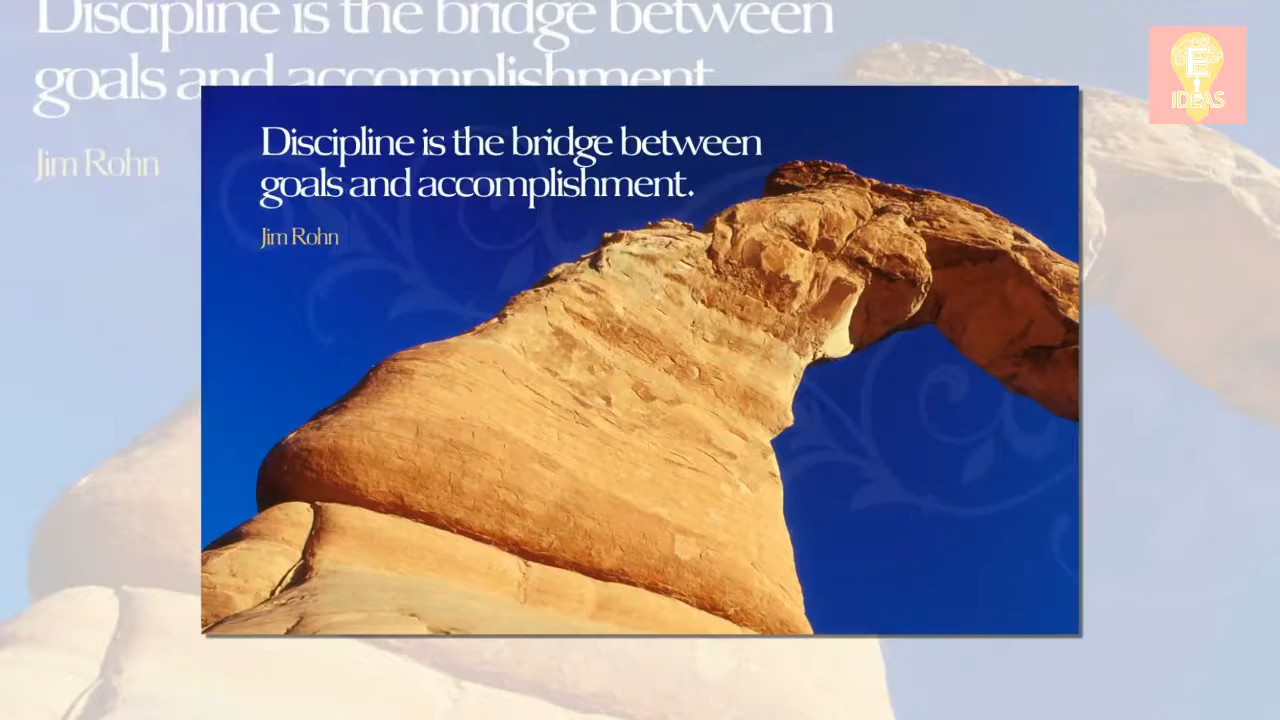 Discipline is the bridge between
goals and accomplishment
Jim Rohn
E
IDEAS
Discipline is the bridge between
goals and accomplishment.
Jim Rohn